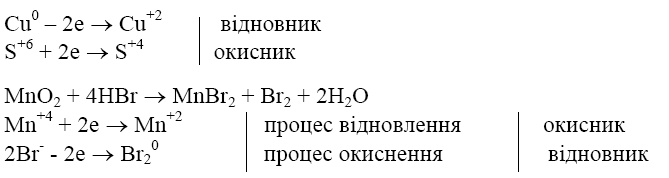 Cu⁰ – 2e → Cu⁺² | відновник
S⁺⁶ + 2e → S⁺⁴ | окисник
MnO₂ + 4HBr → MnBr₂ + Br₂ + 2H₂O
Mn⁺⁴ + 2e → Mn⁺² | процес відновлення | окисник
2Br⁻ - 2e → Br₂⁰ | процес окиснення | відновник